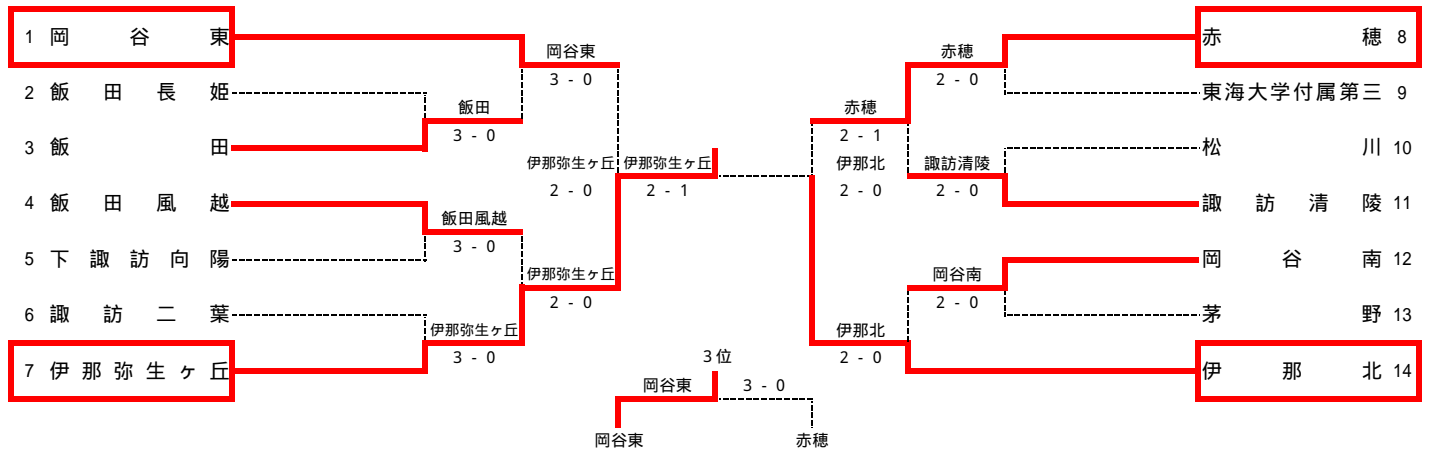 1 岡谷東
2 飯田長姫
3 飯田
4 飯田風越
5 下諏訪向陽
6 諏訪二葉
7 伊那弥生ヶ丘
飯田
3 - 0
飯田風越
3 - 0
伊那弥生ヶ丘
3 - 0
岡谷東
3 - 0
伊那弥生ヶ丘
2 - 0
伊那弥生ヶ丘
2 - 0
伊那弥生ヶ丘
2 - 1
赤穂
2 - 1
伊那北
2 - 0
伊那北
2 - 0
赤穂
2 - 0
諏訪清陵
2 - 0
岡谷南
2 - 0
赤穂 8
東海大学付属第三 9
松川 10
諏訪清陵 11
岡谷南 12
茅野 13
伊那北 14
3位
岡谷東 3 - 0
岡谷東 赤穂